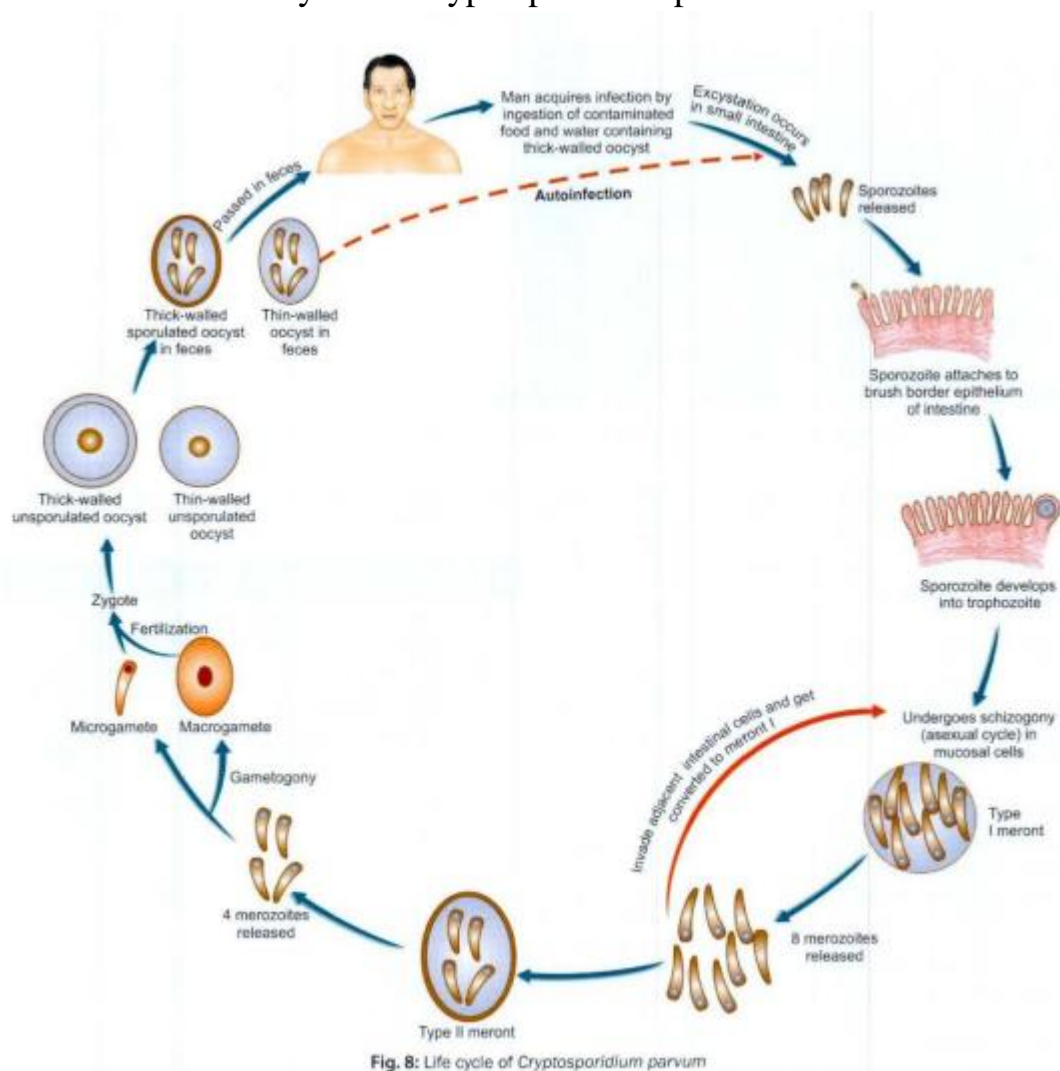 Man acquires infection by
ingestion of contaminated
food and water containing
thick-walled oocyst
Excystation occurs
in small intestine
Sporozoites
released
Autoinfection
Passed in feces
Thick-walled
sporulated oocyst
in feces
Thin-walled
oocyst in
feces
Sporozoite attaches to
brush border epithelium
of intestine
Thick-walled
unsporulated oocyst
Thin-walled
unsporulated
oocyst
Sporozoite develops
into trophozoite
Zygote
Fertilization
Microgamete
Macrogamete
Gametogony
Undergoes schizogony
(asexual cycle) in
mucosal cells
Invade adjacent intestinal cells and get
converted to meront I
Type
I meront
8 merozoites
released
4 merozoites
released
Type II meront
Fig. 8: Life cycle of Cryptosporidium parvum